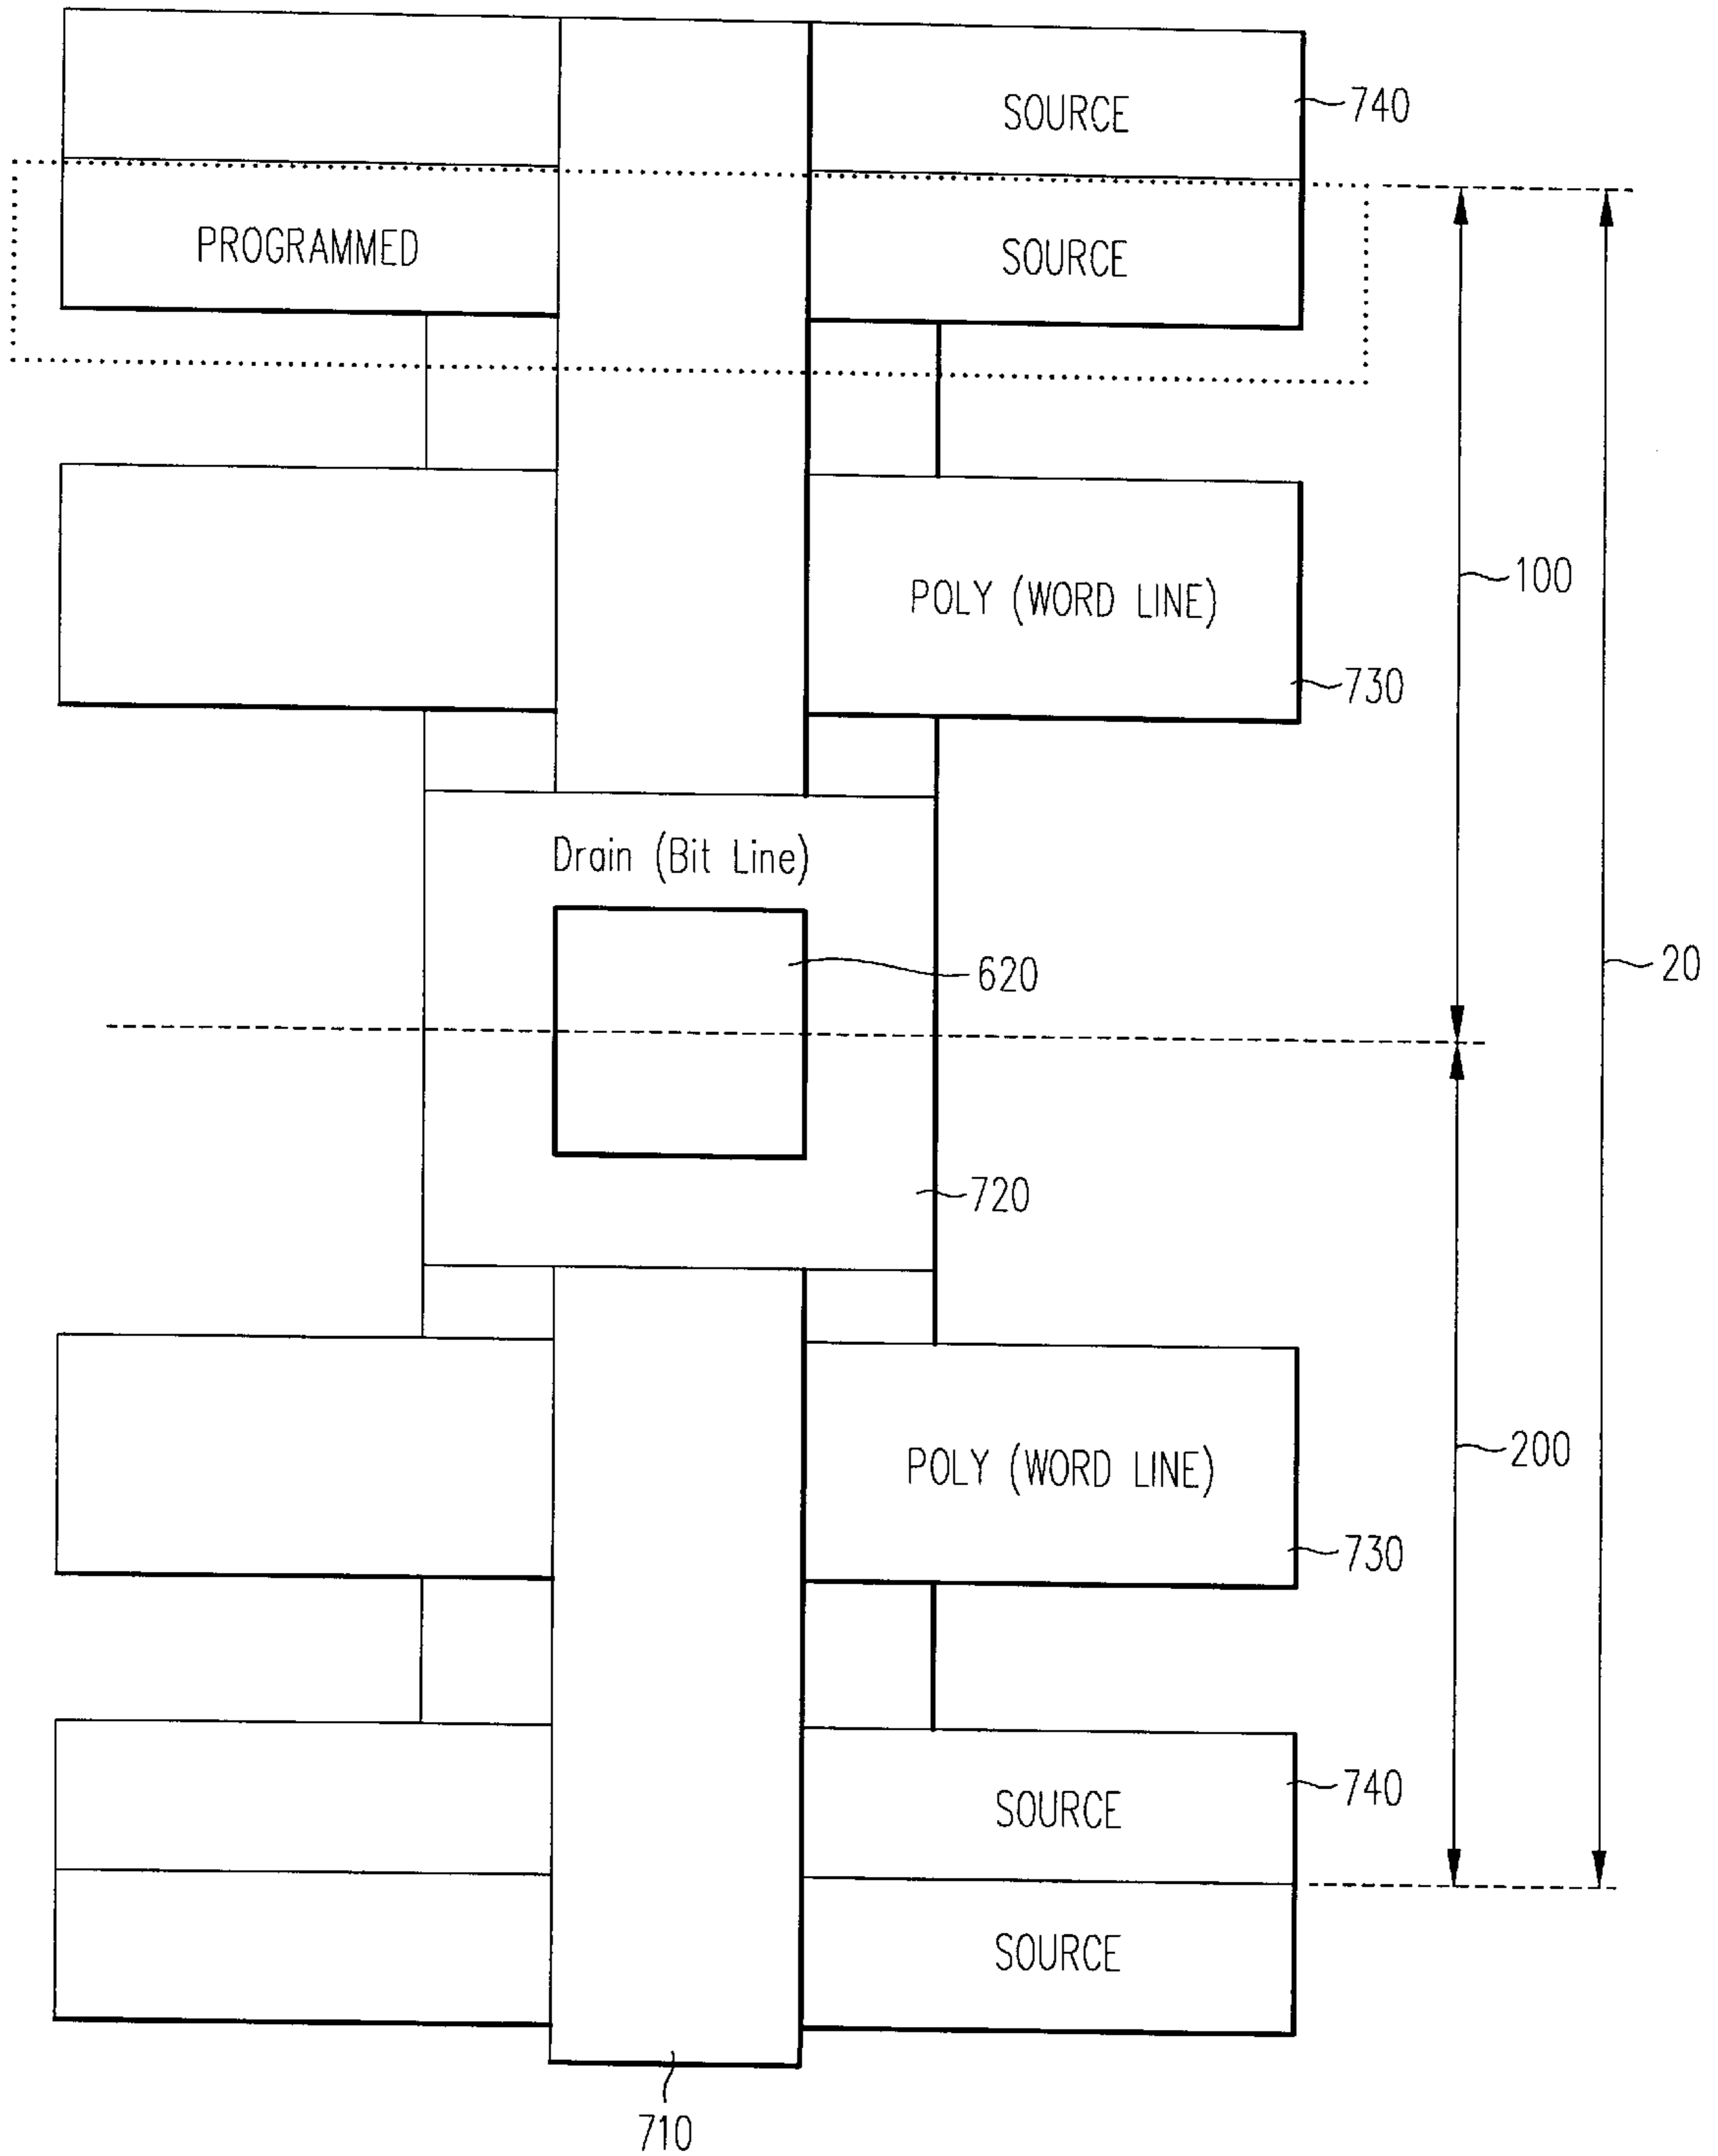 SOURCE
740
PROGRAMMED
SOURCE
POLY (WORD LINE)
100
730
Drain (Bit Line)
620
20
720
POLY (WORD LINE)
200
730
SOURCE
740
SOURCE
710